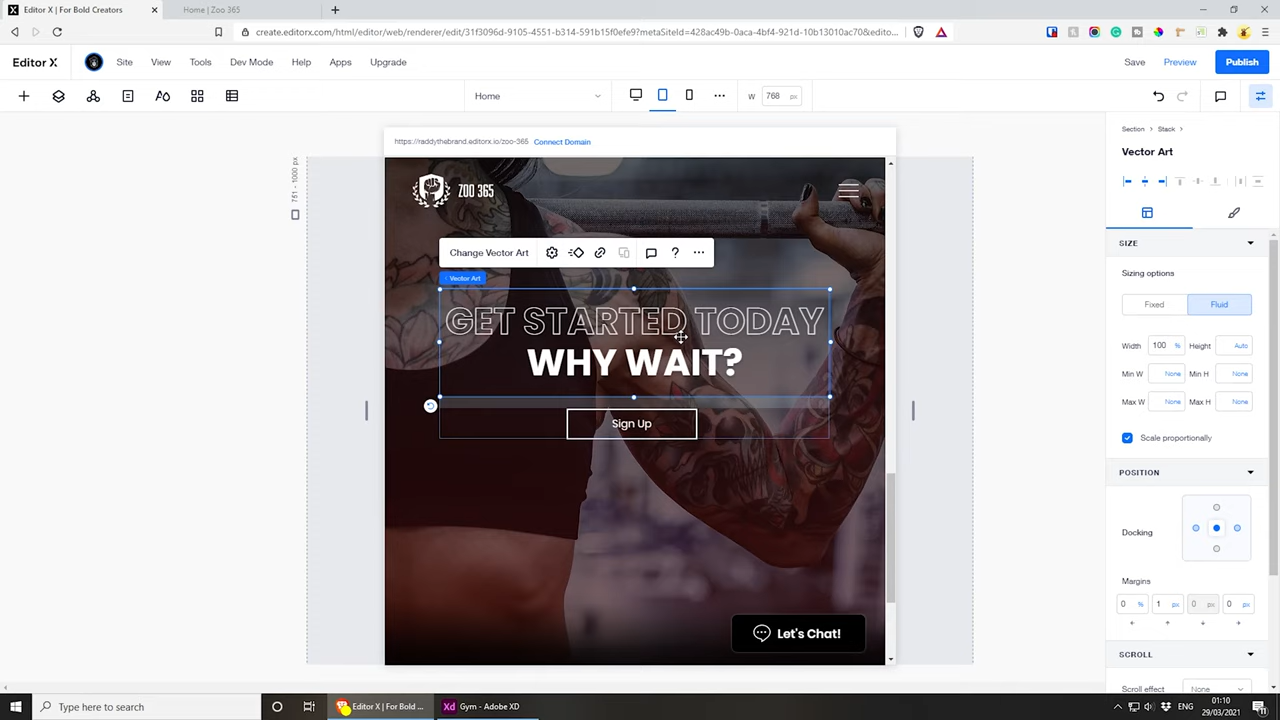 Editor X | For Bold Creators
Home | Zoo 365
create.editorx.com/html/editor/web/renderer/edit/31f3096d-9105-4551-b314-591b15f0efe9?metaSiteId=428ac49b-0aca-4bf4-921d-10b13010ac70&edito...
Editor X
Site
View
Tools
Dev Mode
Help
Apps
Upgrade
Save
Preview
Publish
Home
W
768
px
https://raddythebrand.editorx.io/zoo-365
Connect Domain
751 - 1000 px
ZOO 365
Change Vector Art
Vector Art
GET STARTED TODAY
WHY WAIT?
Sign Up
Let's Chat!
Section
Stack
Vector Art
SIZE
Sizing options
Fixed
Fluid
Width
100
%
Height
Auto
Min W
None
Min H
None
Max W
None
Max H
None
Scale proportionally
POSITION
Docking
Margins
0 %
1 px
0 px
0 px
SCROLL
Scroll effect
None
Type here to search
Editor X | For Bold ...
Gym - Adobe XD
ENG
01:10
29/03/2021